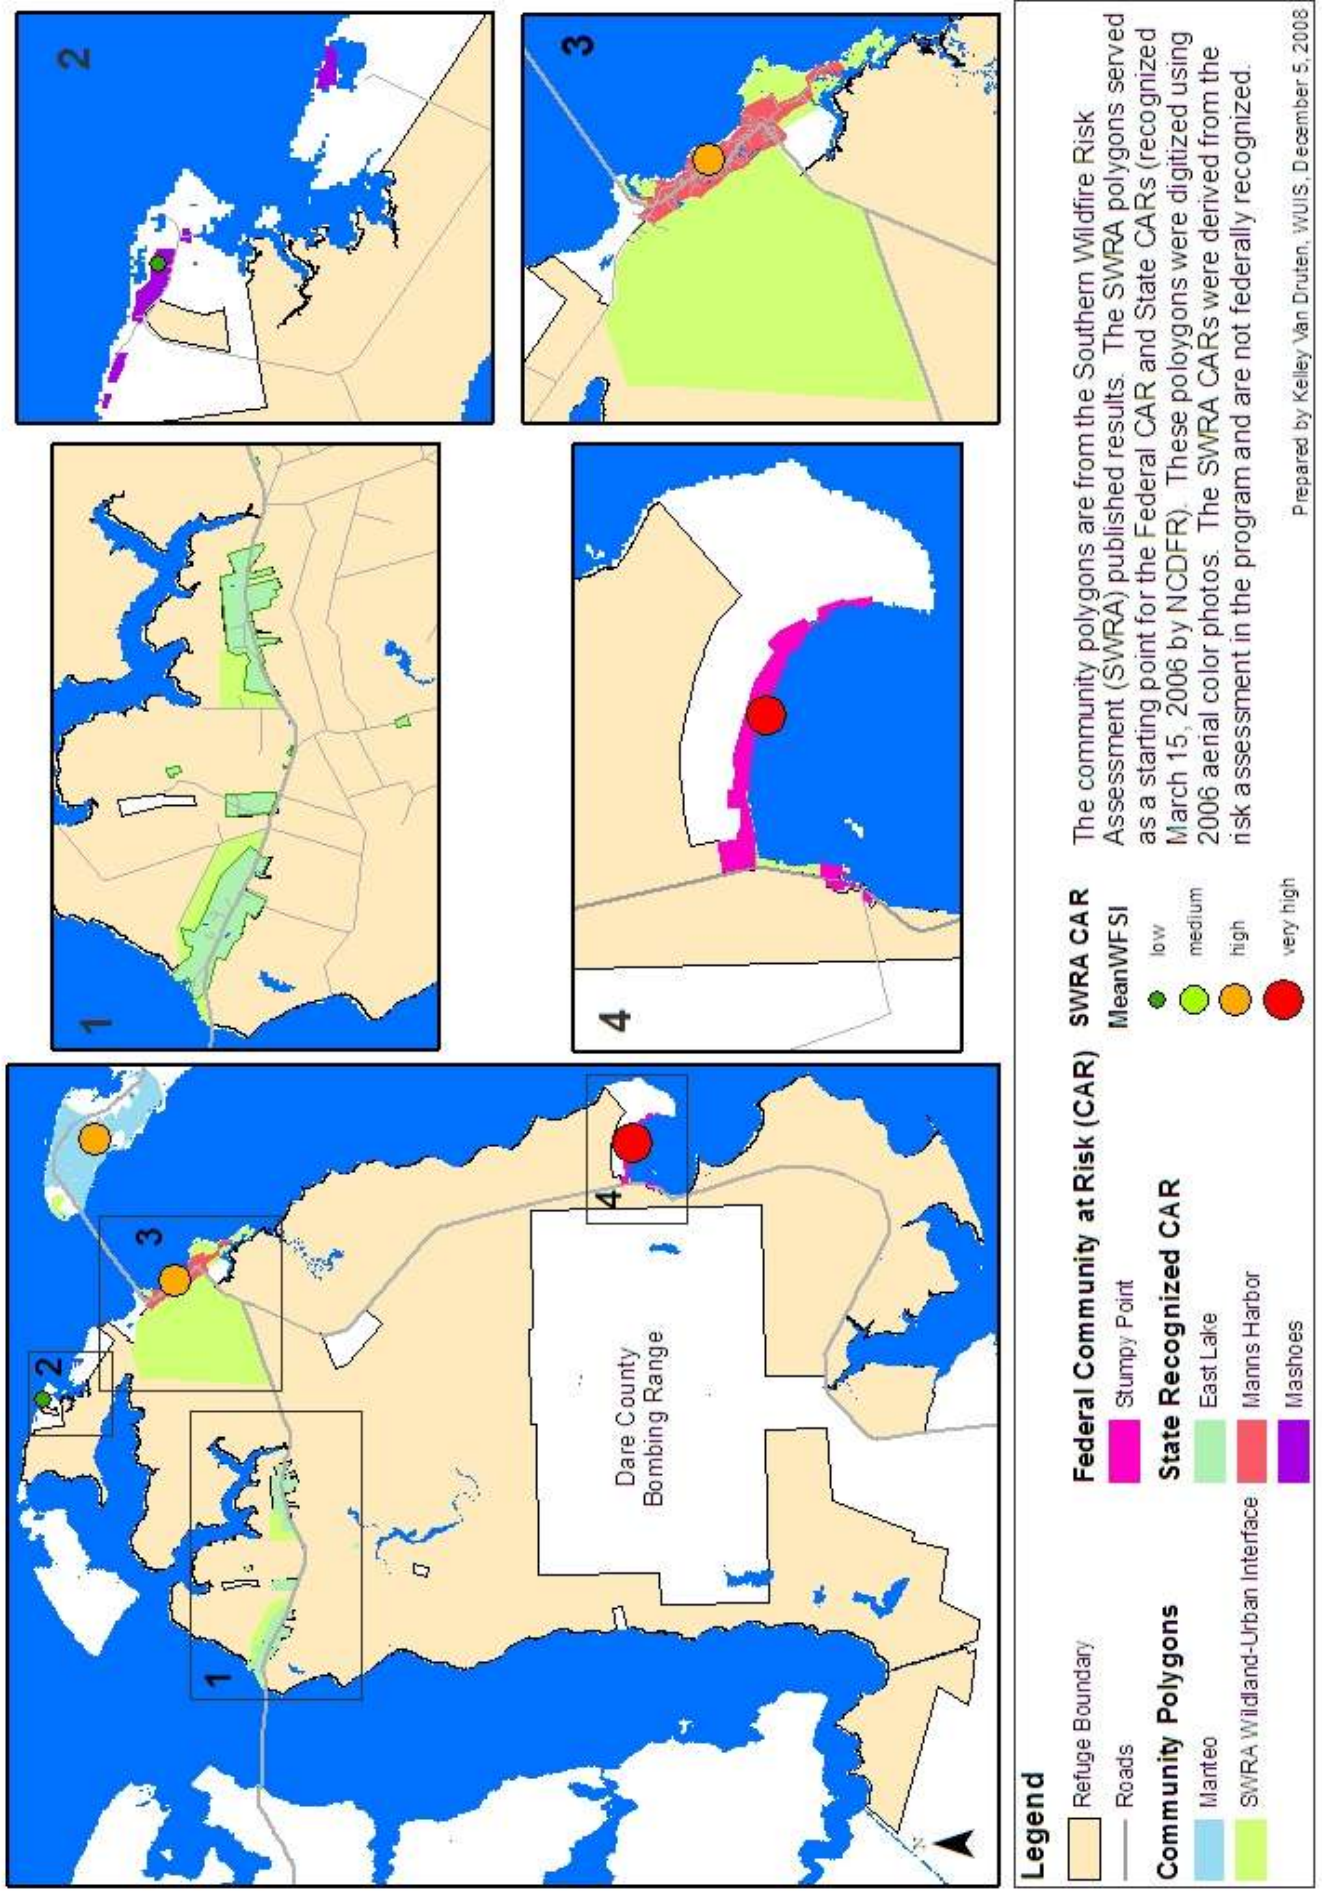 1
2
3
4
Dare County
Bombing Range
1
2
3
4
Legend
Refuge Boundary
Roads
Community Polygons
Manteo
SWRA Wildland-Urban Interface
Federal Community at Risk (CAR)
Stumpy Point
State Recognized CAR
East Lake
Manns Harbor
Mashoes
SWRA CAR
MeanWFSI
low
medium
high
very high
The community polygons are from the Southern Wildfire Risk
Assessment (SWRA) published results. The SWRA polygons served
as a starting point for the Federal CAR and State CARs (recognized
March 15, 2006 by NCDFR). These poloygons were digitized using
2006 aerial color photos. The SWRA CARs were derived from the
risk assessment in the program and are not federally recognized.
Prepared by Kelley Van Druten, WUIS, December 5, 2008